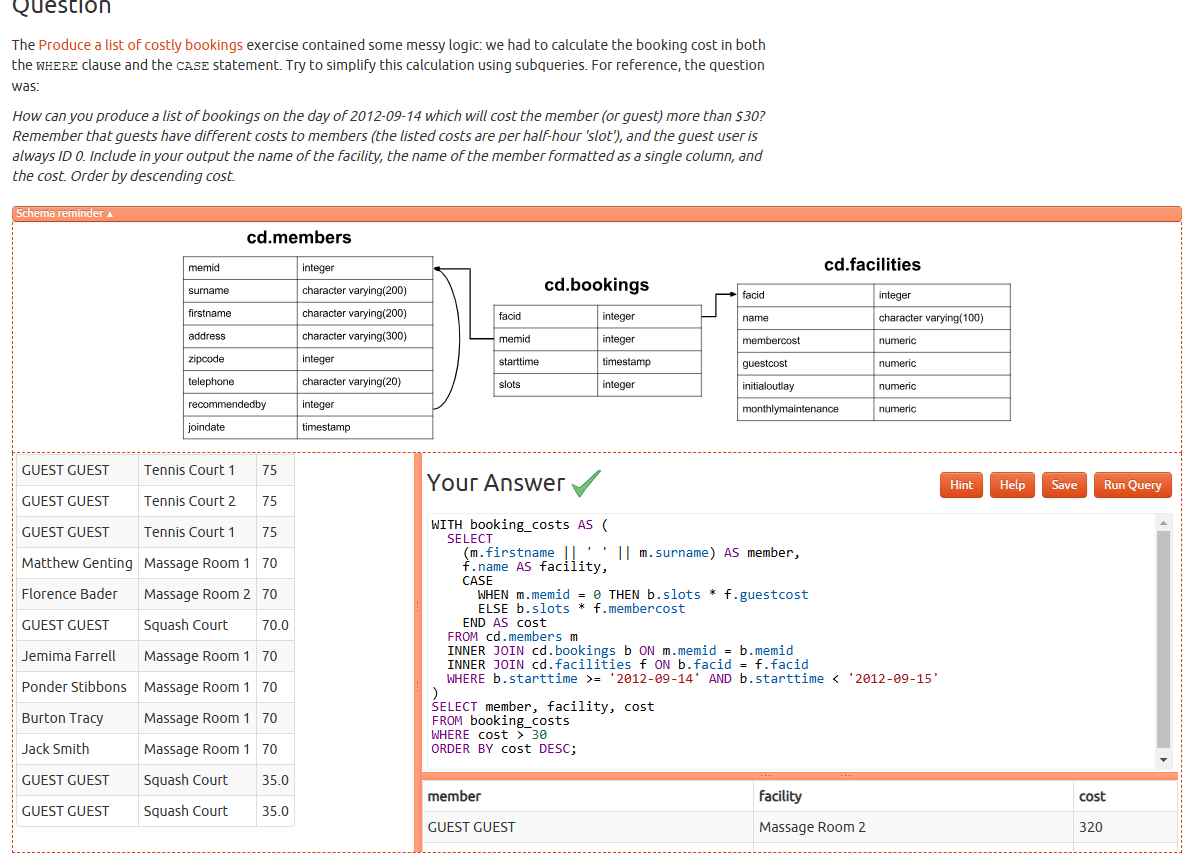 Question
The Produce a list of costly bookings exercise contained some messy logic: we had to calculate the booking cost in both
the WHERE clause and the CASE statement. Try to simplify this calculation using subqueries. For reference, the question
was:
How can you produce a list of bookings on the day of 2012-09-14 which will cost the member (or guest) more than $30?
Remember that guests have different costs to members (the listed costs are per half-hour 'slot'), and the guest user is
always ID 0. Include in your output the name of the facility, the name of the member formatted as a single column, and
the cost. Order by descending cost.
Schema reminder ▴
cd.members
memid integer
surname character varying(200)
firstname character varying(200)
address character varying(300)
zipcode integer
telephone character varying(20)
recommendedby integer
joindate timestamp
cd.bookings
facid integer
memid integer
starttime timestamp
slots integer
cd.facilities
facid integer
name character varying(100)
membercost numeric
guestcost numeric
initialoutlay numeric
monthlymaintenance numeric
GUEST GUEST Tennis Court 1 75
GUEST GUEST Tennis Court 2 75
GUEST GUEST Tennis Court 1 75
Matthew Genting Massage Room 1 70
Florence Bader Massage Room 2 70
GUEST GUEST Squash Court 70.0
Jemima Farrell Massage Room 1 70
Ponder Stibbons Massage Room 1 70
Burton Tracy Massage Room 1 70
Jack Smith Massage Room 1 70
GUEST GUEST Squash Court 35.0
GUEST GUEST Squash Court 35.0
Your Answer
Hint Help Save Run Query
WITH booking_costs AS (
SELECT
(m.firstname || ' ' || m.surname) AS member,
f.name AS facility,
CASE
WHEN m.memid = 0 THEN b.slots * f.guestcost
ELSE b.slots * f.membercost
END AS cost
FROM cd.members m
INNER JOIN cd.bookings b ON m.memid = b.memid
INNER JOIN cd.facilities f ON b.facid = f.facid
WHERE b.starttime >= '2012-09-14' AND b.starttime < '2012-09-15'
)
SELECT member, facility, cost
FROM booking_costs
WHERE cost > 30
ORDER BY cost DESC;
member facility cost
GUEST GUEST Massage Room 2 320